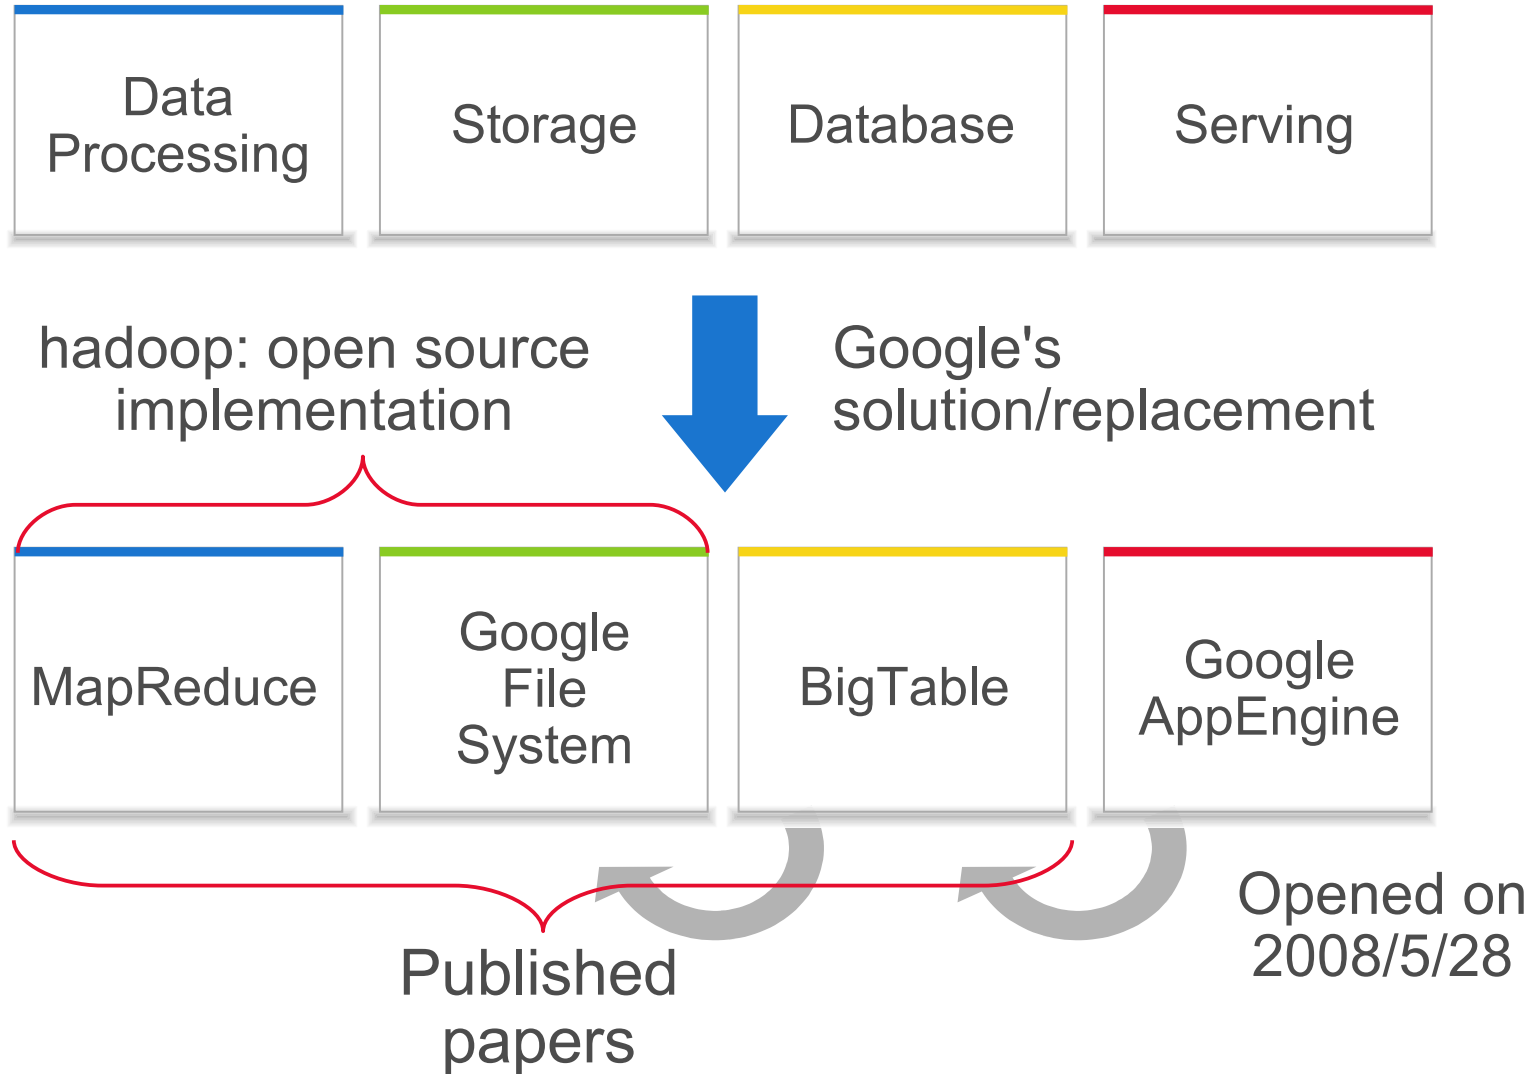 Data
Processing
Storage
Database
Serving
hadoop: open source
implementation
Google's
solution/replacement
MapReduce
Google
File
System
BigTable
Google
AppEngine
Opened on
2008/5/28
Published
papers